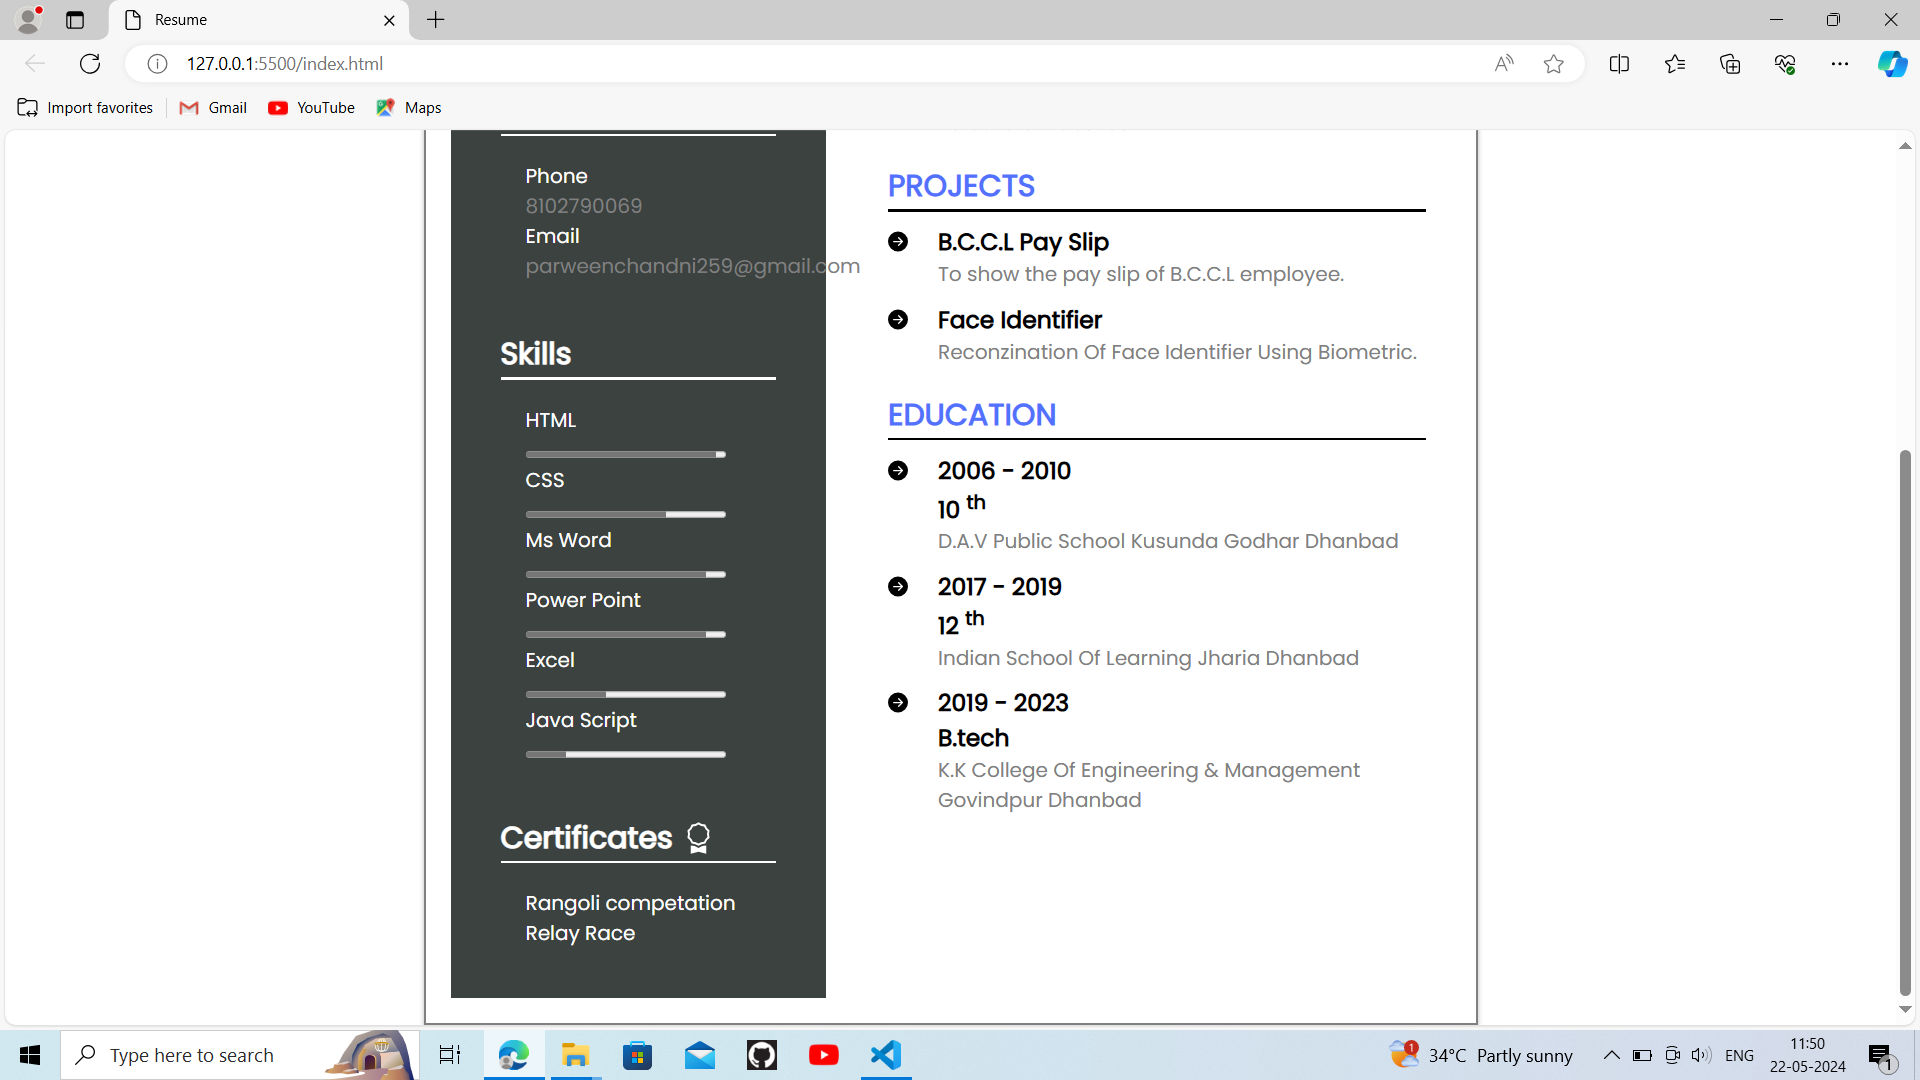 Resume
127.0.0.1:5500/index.html
Import favorites
Gmail
YouTube
Maps
Phone
8102790069
Email
parweenchandni259@gmail.com
Skills
HTML
CSS
Ms Word
Power Point
Excel
Java Script
Certificates
Rangoli competation
Relay Race
PROJECTS
B.C.C.L Pay Slip
To show the pay slip of B.C.C.L employee.
Face Identifier
Reconzination Of Face Identifier Using Biometric.
EDUCATION
2006 - 2010
10 th
D.A.V Public School Kusunda Godhar Dhanbad
2017 - 2019
12 th
Indian School Of Learning Jharia Dhanbad
2019 - 2023
B.tech
K.K College Of Engineering & Management
Govindpur Dhanbad
Type here to search
1
34°C Partly sunny
ENG
11:50
22-05-2024
1